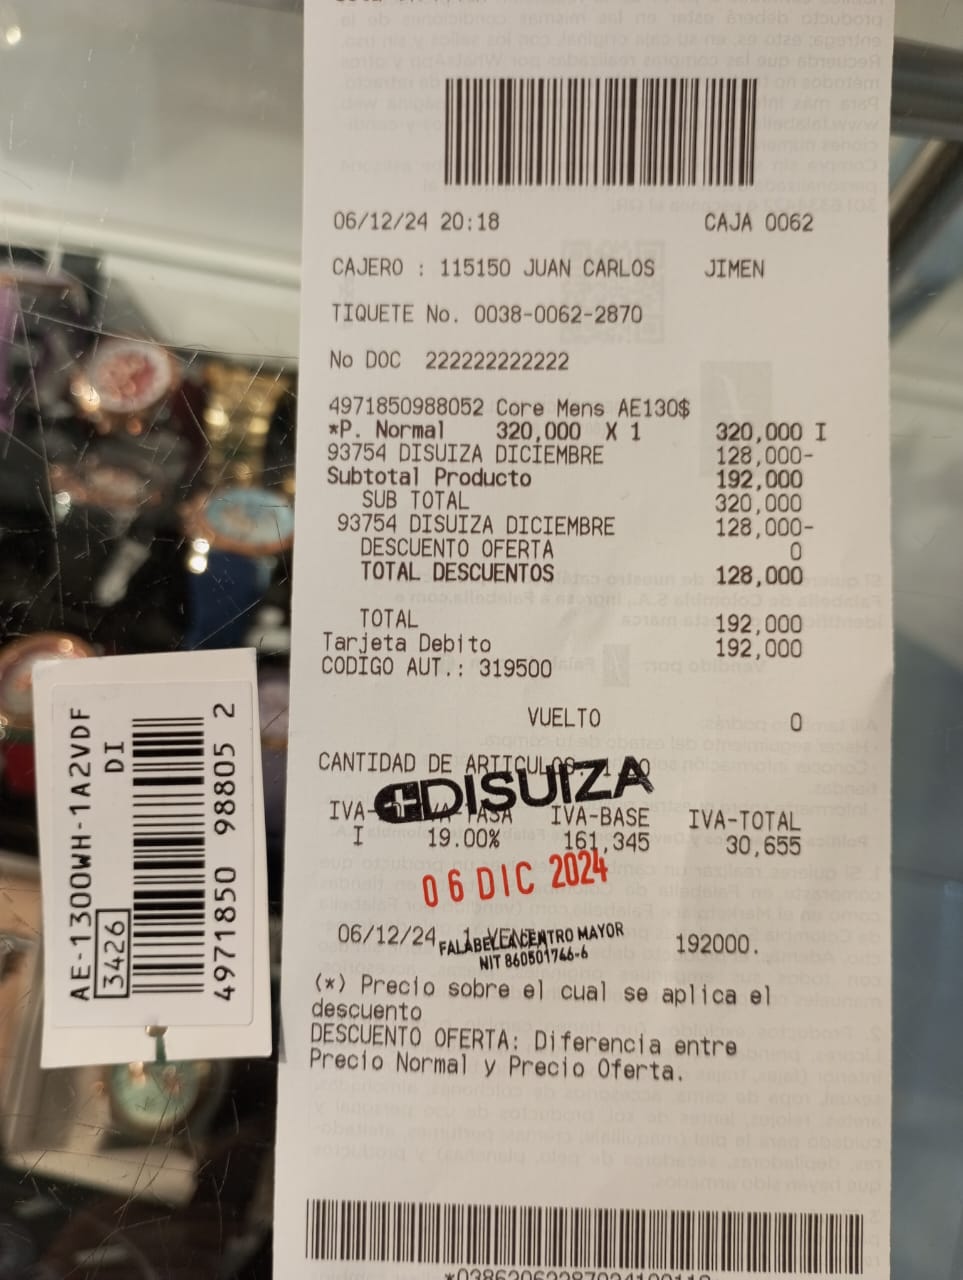 06/12/24 20:18 CAJA 0062
CAJERO : 115150 JUAN CARLOS JIMEN
TIQUETE No. 0038-0062-2870
No DOC 222222222222
4971850988052 Core Mens AE130$
*P. Normal 320,000 X 1 320,000 I
93754 DISUIZA DICIEMBRE 128,000-
Subtotal Producto 192,000
SUB TOTAL 320,000
93754 DISUIZA DICIEMBRE 128,000-
DESCUENTO OFERTA 0
TOTAL DESCUENTOS 128,000
TOTAL 192,000
Tarjeta Debito 192,000
CODIGO AUT.: 319500
VUELTO 0
CANTIDAD DE ARTICULOS
DISUIZA
IVA-TASA IVA-BASE IVA-TOTAL
I 19.00% 161,345 30,655
06 DIC 2024
06/12/24 192000.
FALABELLA CENTRO MAYOR
NIT 860501746-6
(*) Precio sobre el cual se aplica el
descuento
DESCUENTO OFERTA: Diferencia entre
Precio Normal y Precio Oferta.
AE-1300WH-1A2VDF
DI
3426
4971850 98805 2